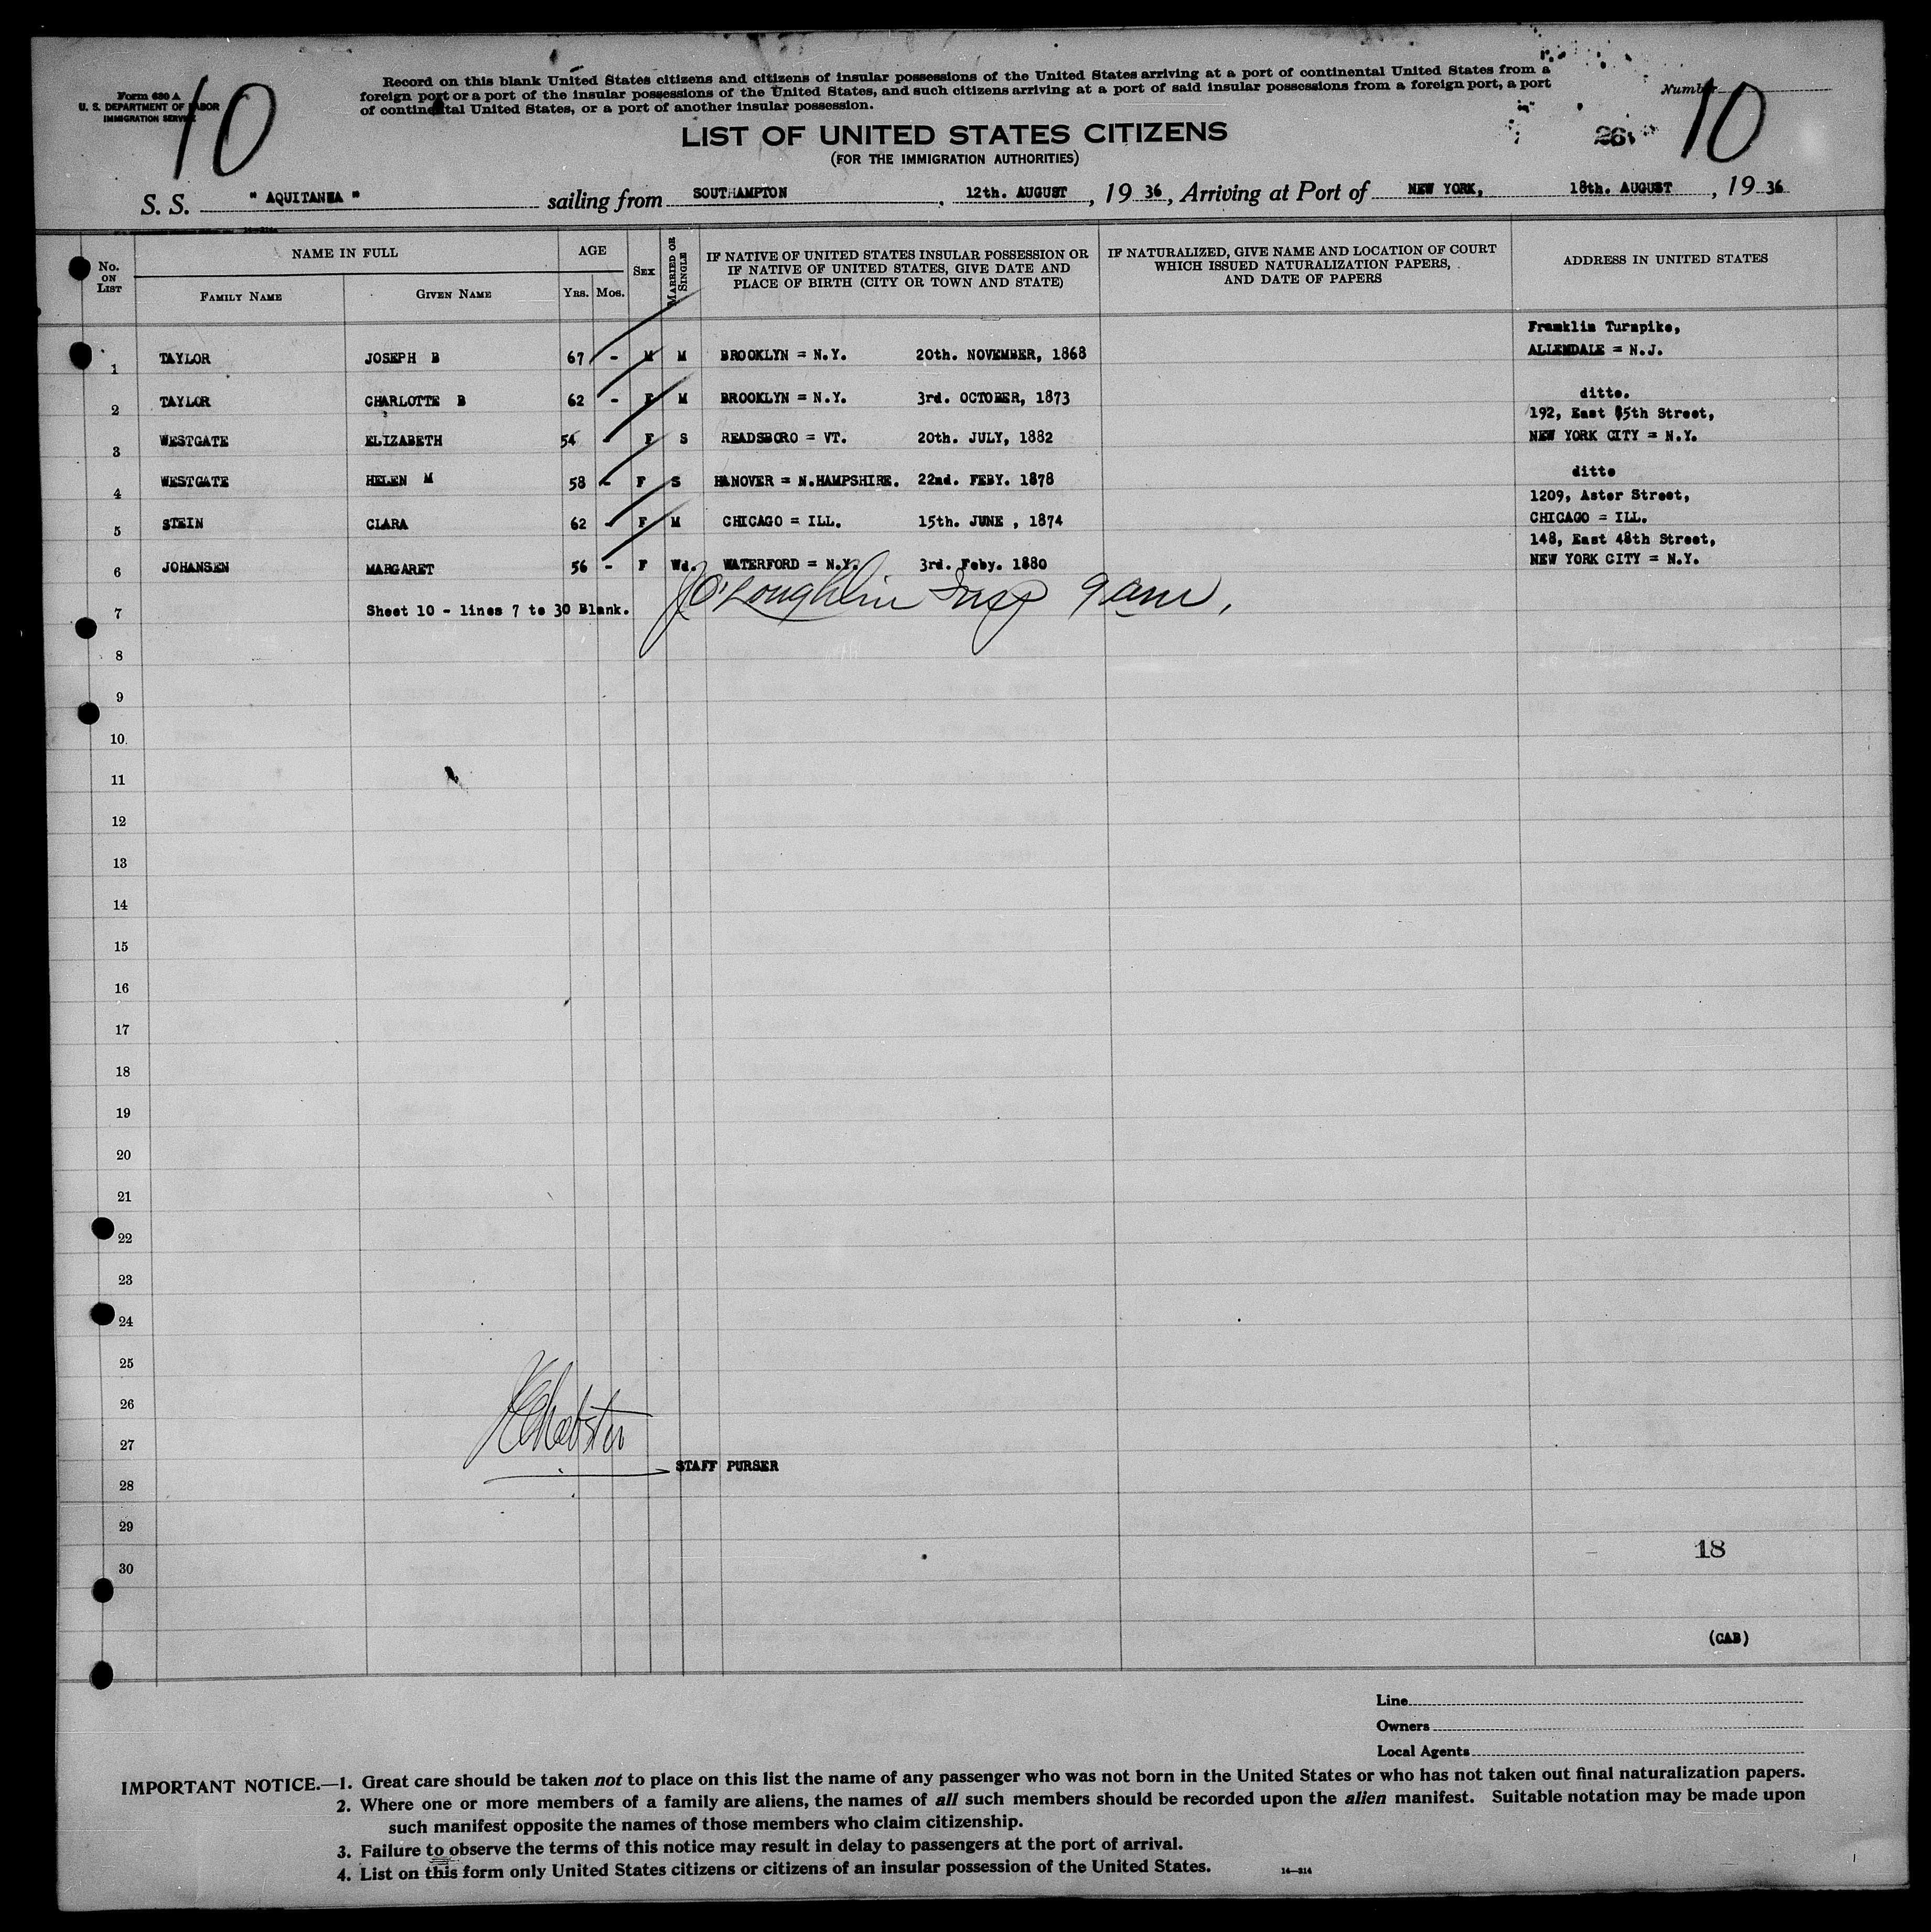 Form 630 A
U. S. DEPARTMENT OF LABOR
IMMIGRATION SERVICE
10
Record on this blank United States citizens and citizens of insular possessions of the United States arriving at a port of continental United States from a
foreign port or a port of the insular possessions of the United States, and such citizens arriving at a port of said insular possessions from a foreign port, a port
of continental United States, or a port of another insular possession.
Number
10
LIST OF UNITED STATES CITIZENS
(FOR THE IMMIGRATION AUTHORITIES)
26
S. S. " AQUITANIA " sailing from SOUTHAMPTON , 12th. AUGUST , 19 36 , Arriving at Port of NEW YORK, 18th. AUGUST , 19 36
No. ON LIST NAME IN FULL AGE SEX MARRIED OR SINGLE IF NATIVE OF UNITED STATES INSULAR POSSESSION OR IF NATIVE OF UNITED STATES, GIVE DATE AND PLACE OF BIRTH (CITY OR TOWN AND STATE) IF NATURALIZED, GIVE NAME AND LOCATION OF COURT WHICH ISSUED NATURALIZATION PAPERS, AND DATE OF PAPERS ADDRESS IN UNITED STATES
FAMILY NAME GIVEN NAME YRS. MOS.
Franklin Turnpike,
1 TAYLOR JOSEPH B 67 - M M BROOKLYN = N.Y. 20th. NOVEMBER, 1868 ALLENDALE = N.J.
2 TAYLOR CHARLOTTE B 62 - F M BROOKLYN = N.Y. 3rd. OCTOBER, 1873 ditto.
192, East 85th Street,
3 WESTGATE ELIZABETH 54 - F S READSBORO = VT. 20th. JULY, 1882 NEW YORK CITY = N.Y.
4 WESTGATE HELEN M 58 - F S HANOVER = N.HAMPSHIRE. 22nd. FEBY. 1878 ditto
1209, Astor Street,
5 STEIN CLARA 62 - F M CHICAGO = ILL. 15th. JUNE , 1874 CHICAGO = ILL.
148, East 48th Street,
6 JOHANSEN MARGARET 56 - F Wd. WATERFORD = N.Y. 3rd. Feby. 1880 NEW YORK CITY = N.Y.
7 Sheet 10 - lines 7 to 30 Blank. J O'Loughlin Insp 9 am,
8
9
10
11
12
13
14
15
16
17
18
19
20
21
22
23
24
25
26
27
STAFF PURSER
28
29
18
30
(CAB)
Line
Owners
Local Agents
IMPORTANT NOTICE.—1. Great care should be taken not to place on this list the name of any passenger who was not born in the United States or who has not taken out final naturalization papers.
2. Where one or more members of a family are aliens, the names of all such members should be recorded upon the alien manifest. Suitable notation may be made upon
such manifest opposite the names of those members who claim citizenship.
3. Failure to observe the terms of this notice may result in delay to passengers at the port of arrival.
4. List on this form only United States citizens or citizens of an insular possession of the United States.
14—214